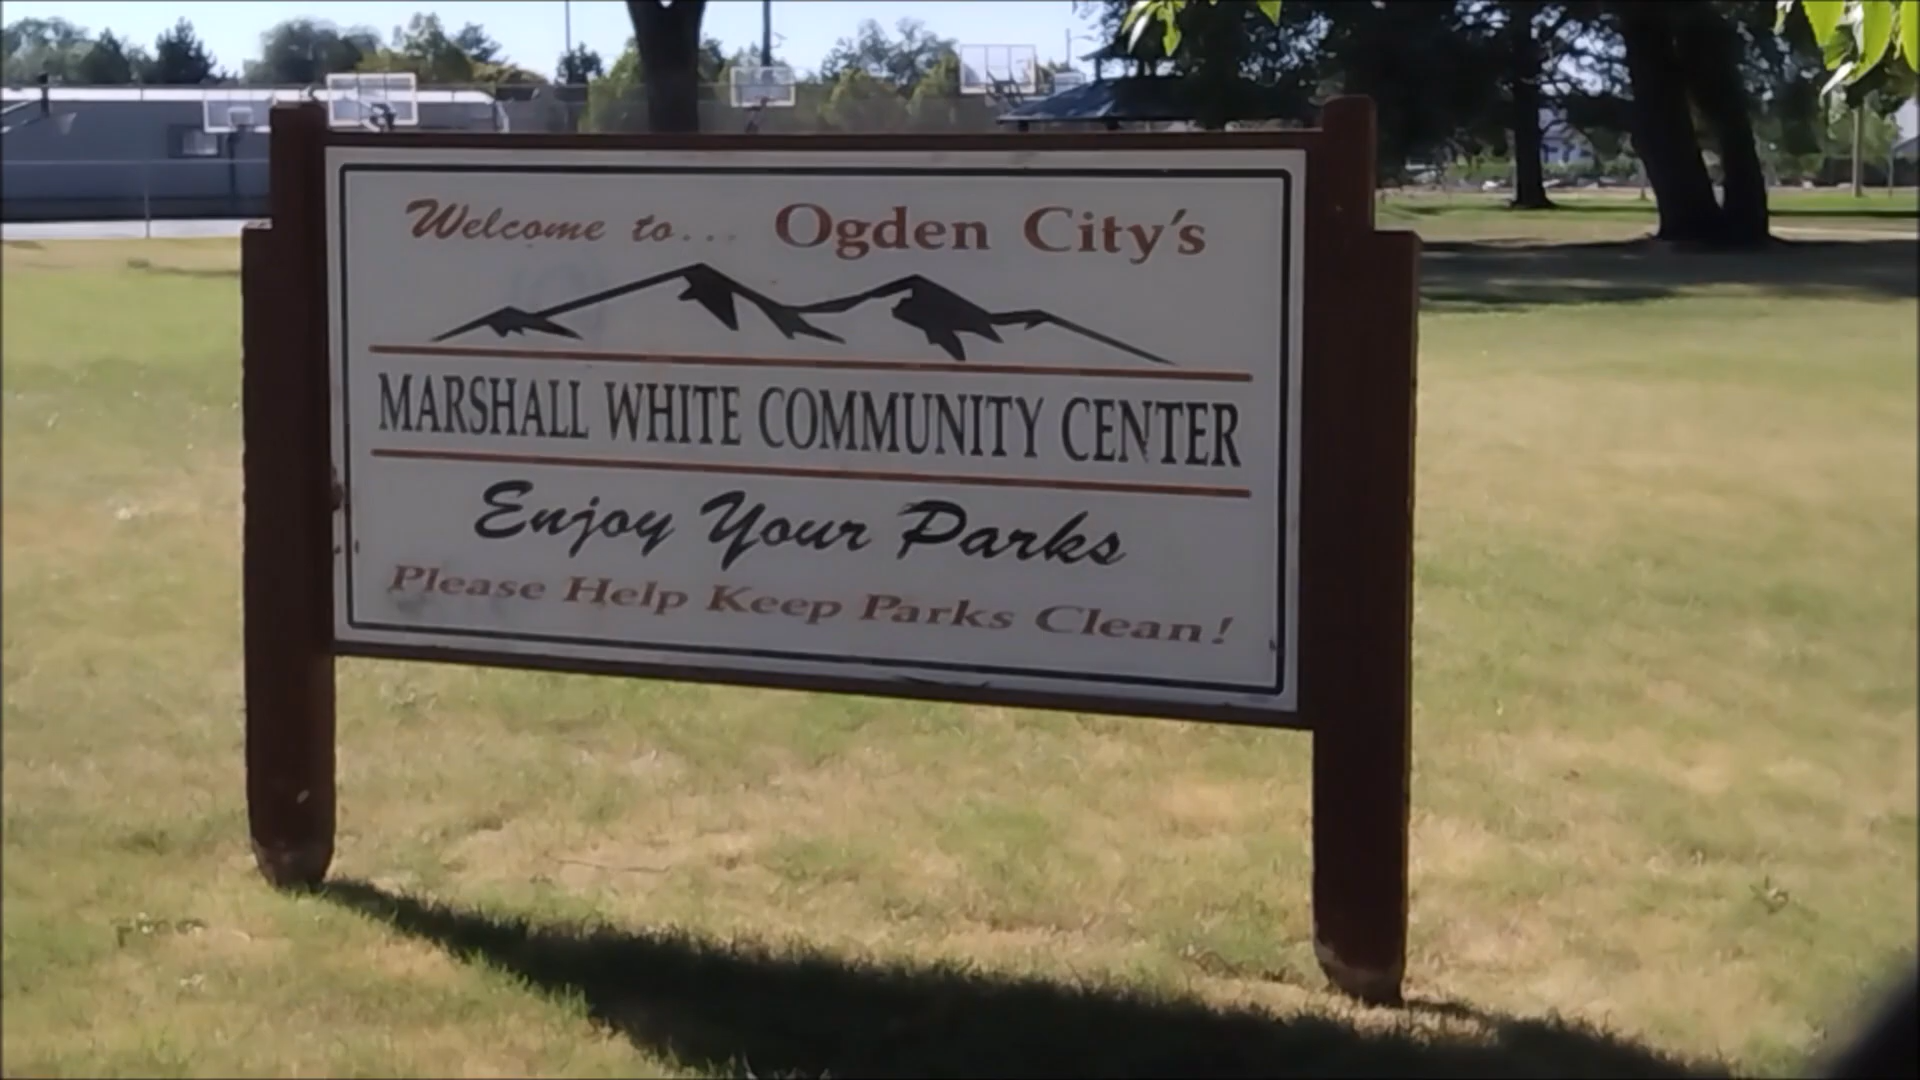 Welcome to... Ogden City's
MARSHALL WHITE COMMUNITY CENTER
Enjoy Your Parks
Please Help Keep Parks Clean!